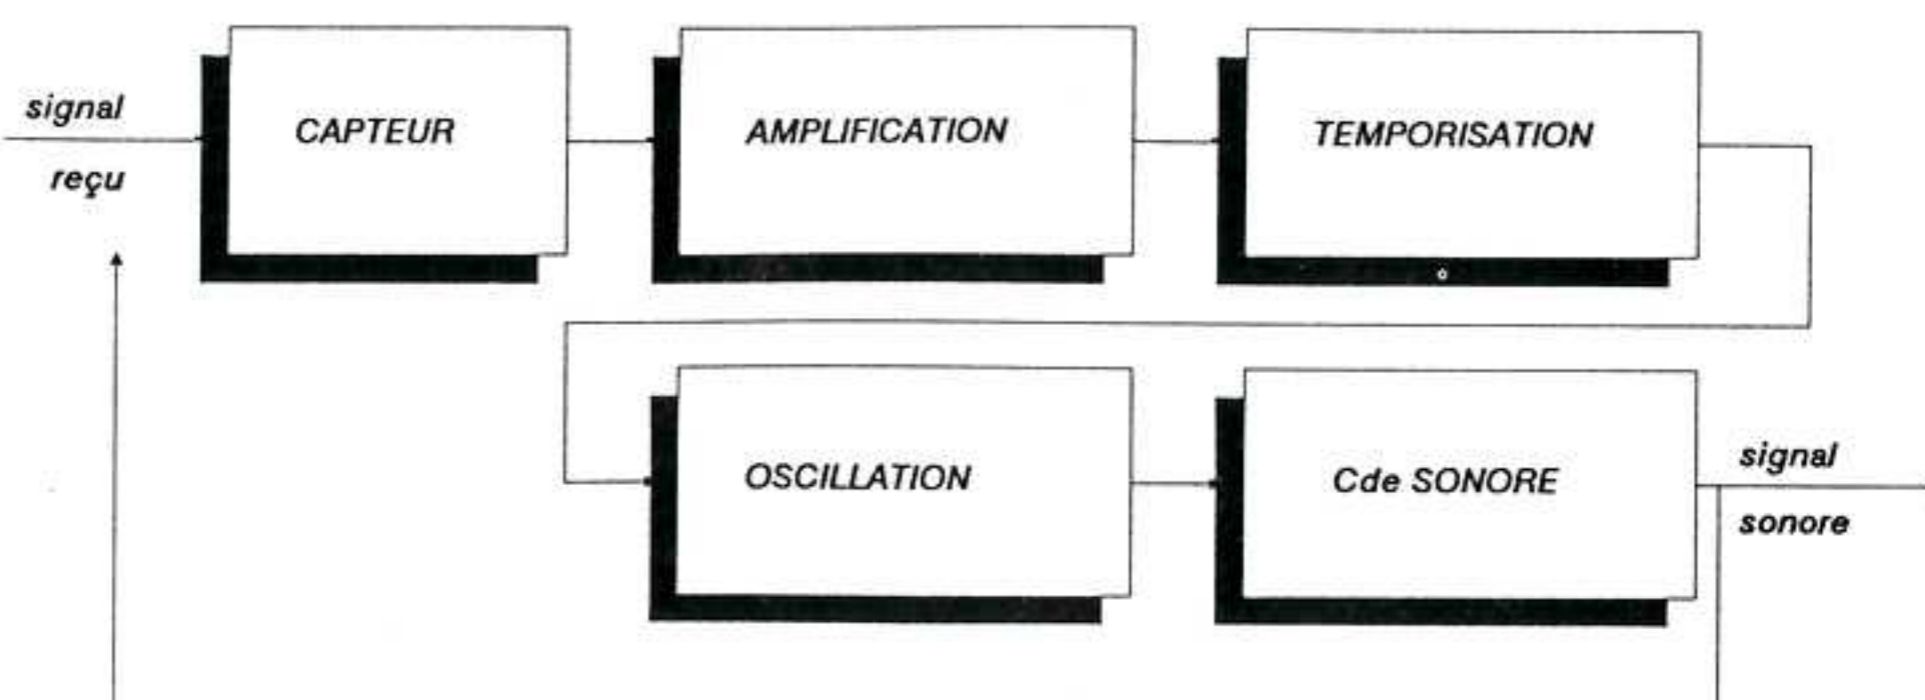 signal
reçu
CAPTEUR
AMPLIFICATION
TEMPORISATION
OSCILLATION
Cde SONORE
signal
sonore